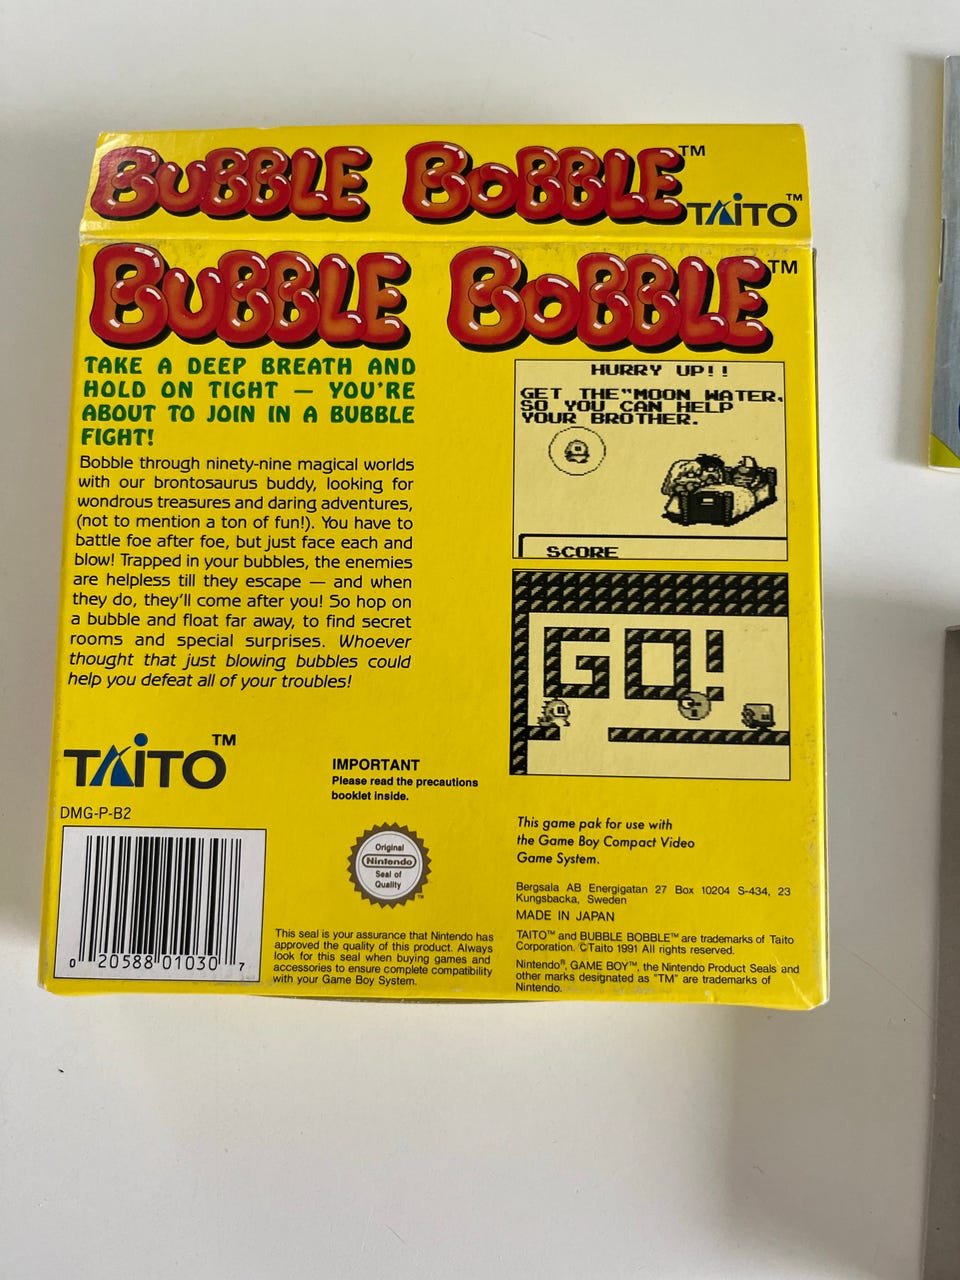 BUBBLE BOBBLE™
TAITO™
BUBBLE BOBBLE™
TAKE A DEEP BREATH AND
HOLD ON TIGHT — YOU'RE
ABOUT TO JOIN IN A BUBBLE
FIGHT!
Bobble through ninety-nine magical worlds
with our brontosaurus buddy, looking for
wondrous treasures and daring adventures,
(not to mention a ton of fun!). You have to
battle foe after foe, but just face each and
blow! Trapped in your bubbles, the enemies
are helpless till they escape — and when
they do, they'll come after you! So hop on
a bubble and float far away, to find secret
rooms and special surprises. Whoever
thought that just blowing bubbles could
help you defeat all of your troubles!
HURRY UP!!
GET THE "MOON WATER,
SO YOU CAN HELP
YOUR BROTHER.
SCORE
GO!
TAITO™
DMG-P-B2
0 20588 01030 7
IMPORTANT
Please read the precautions
booklet inside.
Original
Nintendo
Seal of
Quality
™
This seal is your assurance that Nintendo has
approved the quality of this product. Always
look for this seal when buying games and
accessories to ensure complete compatibility
with your Game Boy System.
This game pak for use with
the Game Boy Compact Video
Game System.
Bergsala AB Energigatan 27 Box 10204 S-434, 23
Kungsbacka, Sweden
MADE IN JAPAN
TAITO™ and BUBBLE BOBBLE™ are trademarks of Taito
Corporation. ©Taito 1991 All rights reserved.
Nintendo®, GAME BOY™, the Nintendo Product Seals and
other marks designated as "TM" are trademarks of
Nintendo.